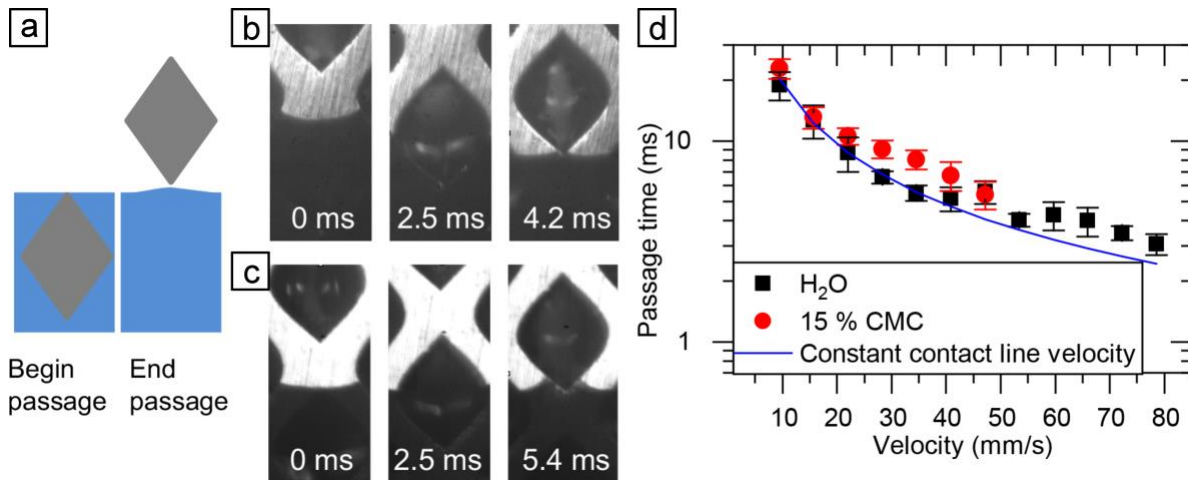 a
Begin
passage
End
passage
b
0 ms
2.5 ms
4.2 ms
c
0 ms
2.5 ms
5.4 ms
d
Passage time (ms)
10
1
H₂O
15 % CMC
Constant contact line velocity
10 20 30 40 50 60 70 80
Velocity (mm/s)